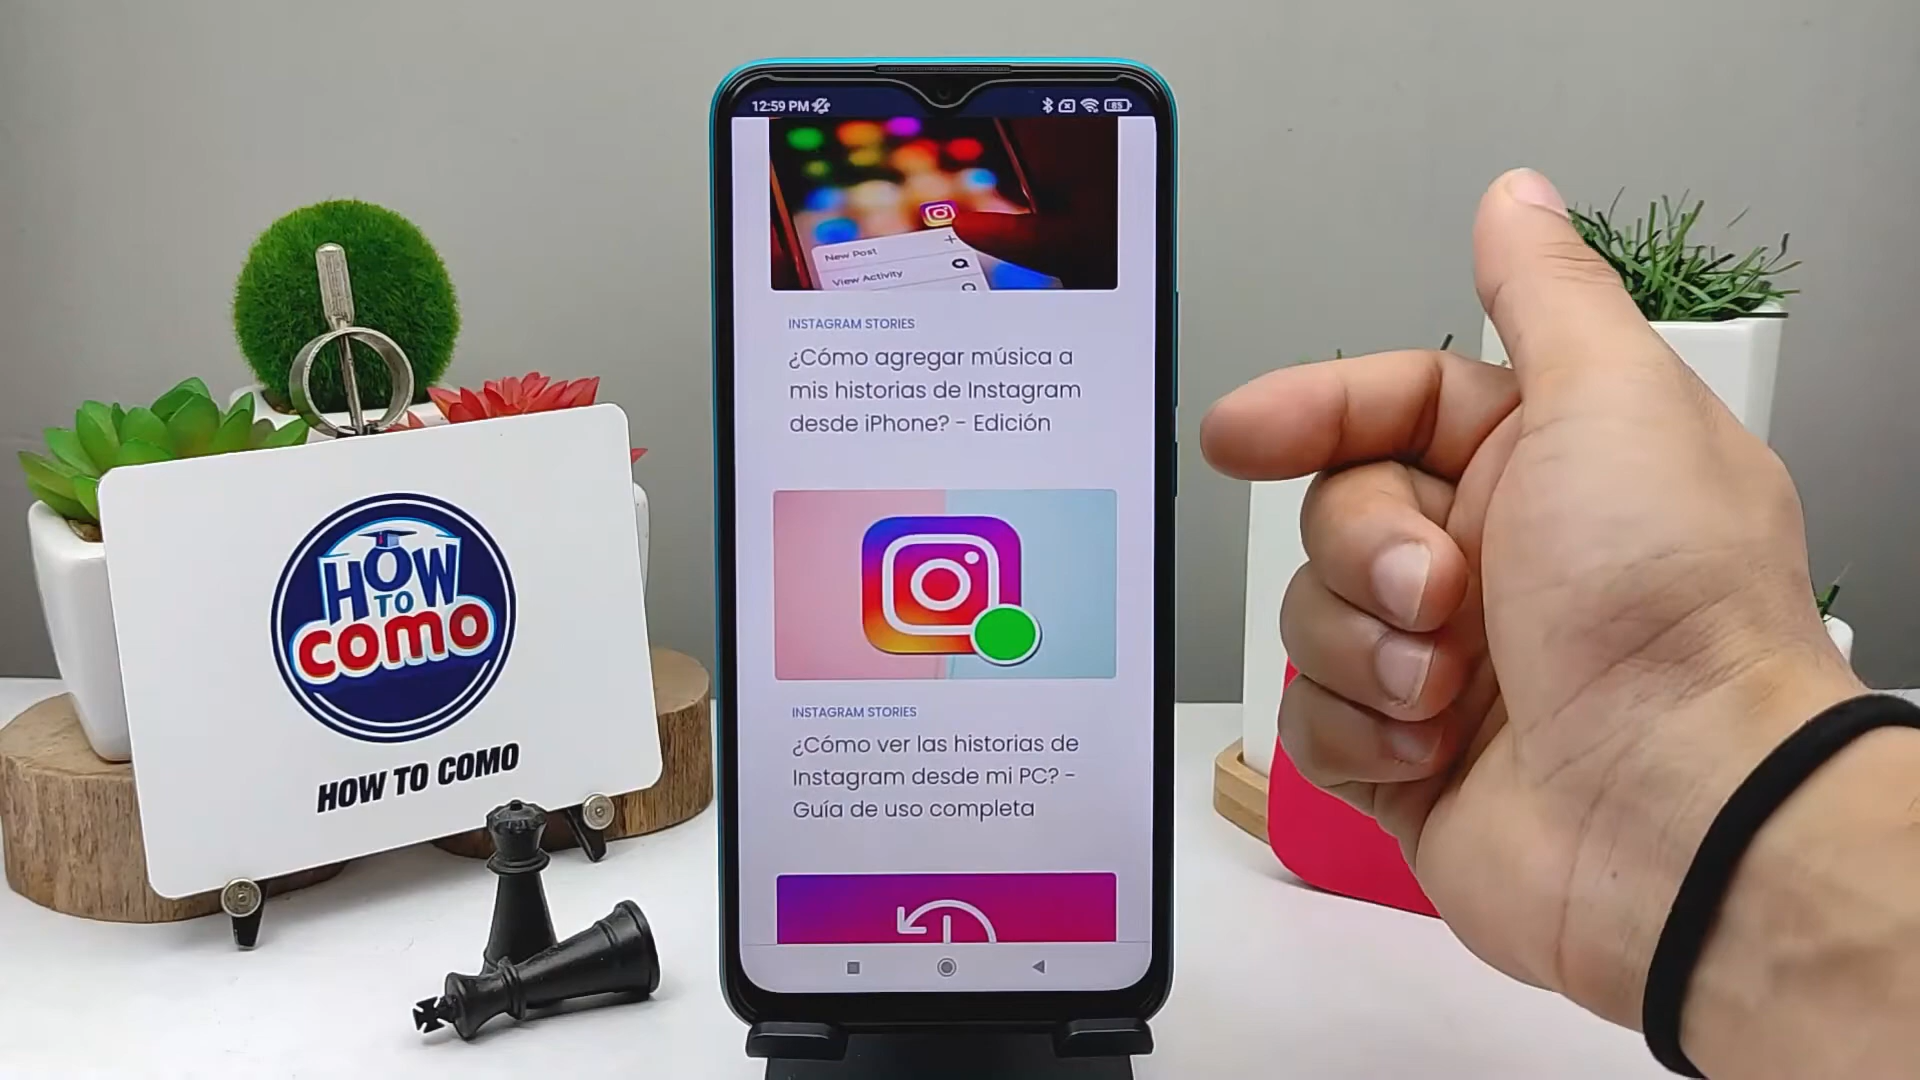 12:59 PM
85
New Post
View Activity
INSTAGRAM STORIES
¿Cómo agregar música a
mis historias de Instagram
desde iPhone? - Edición
INSTAGRAM STORIES
¿Cómo ver las historias de
Instagram desde mi PC? -
Guía de uso completa
HOW
TO
como
HOW TO COMO